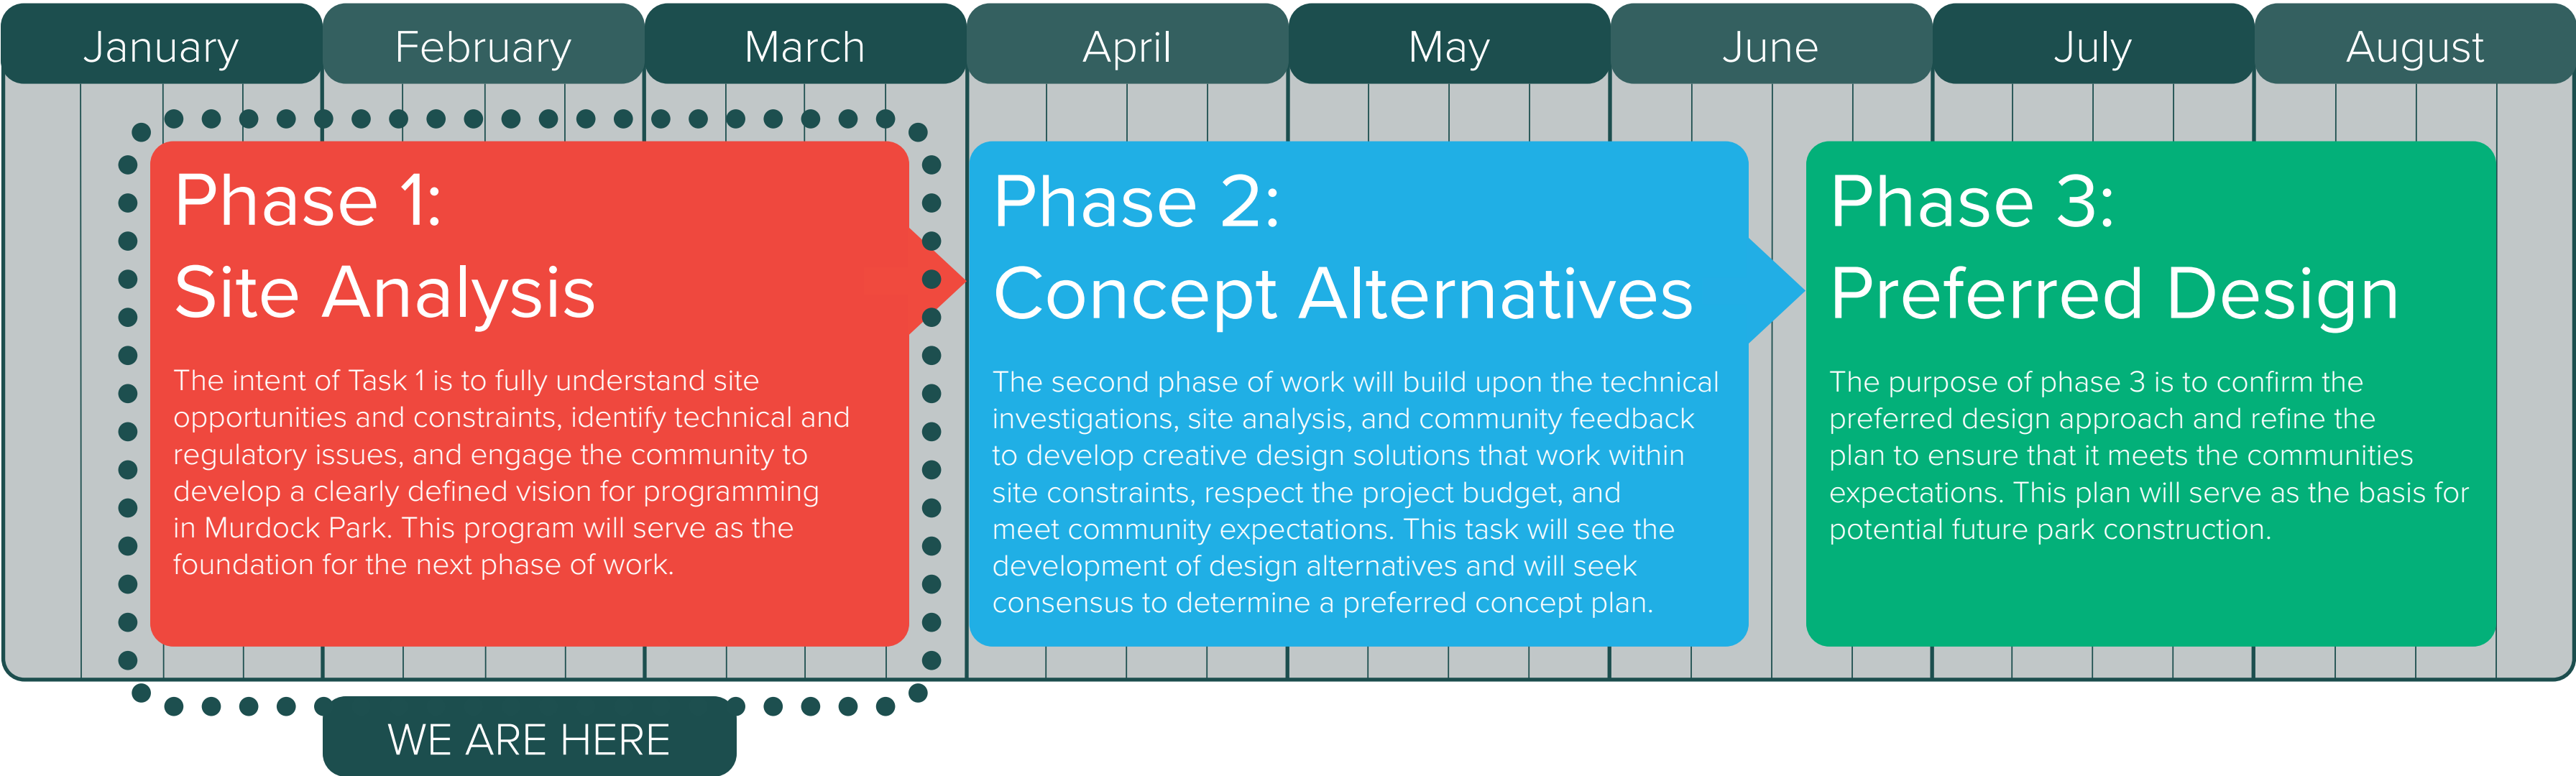 January
February
March
April
May
June
July
August
Phase 1:
Site Analysis
The intent of Task 1 is to fully understand site
opportunities and constraints, identify technical and
regulatory issues, and engage the community to
develop a clearly defined vision for programming
in Murdock Park. This program will serve as the
foundation for the next phase of work.
Phase 2:
Concept Alternatives
The second phase of work will build upon the technical
investigations, site analysis, and community feedback
to develop creative design solutions that work within
site constraints, respect the project budget, and
meet community expectations. This task will see the
development of design alternatives and will seek
consensus to determine a preferred concept plan.
Phase 3:
Preferred Design
The purpose of phase 3 is to confirm the
preferred design approach and refine the
plan to ensure that it meets the communities
expectations. This plan will serve as the basis for
potential future park construction.
WE ARE HERE